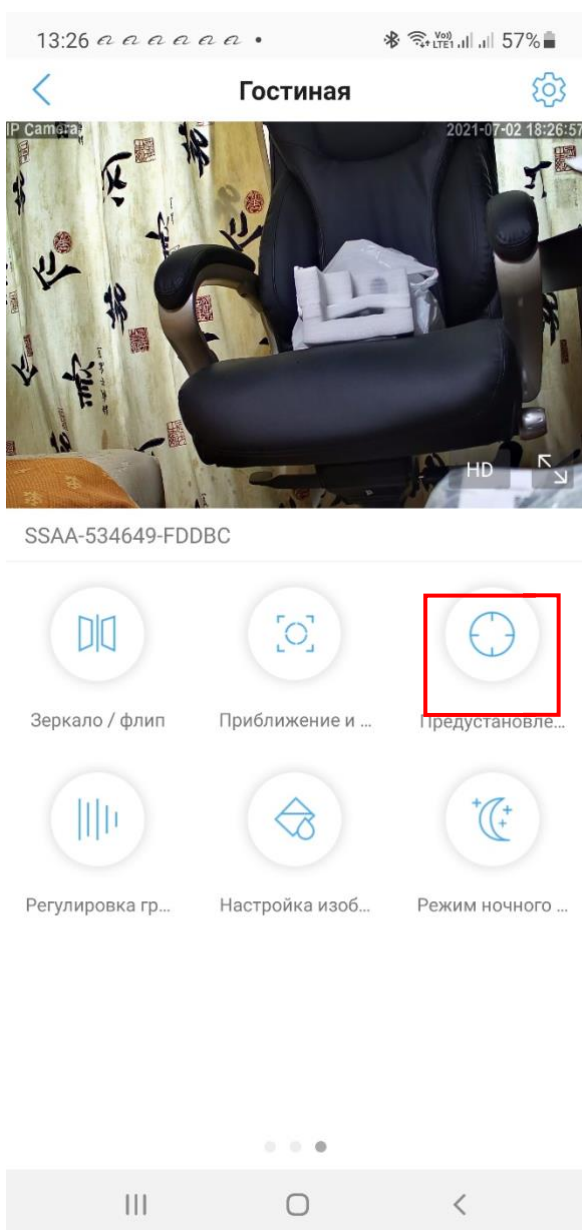 13:26 57%
Гостиная
IP Camera 2021-07-02 18:26:57
HD
SSAA-534649-FDDBC
Зеркало / флип Приближение и ... Предустановле...
Регулировка гр... Настройка изоб... Режим ночного ...